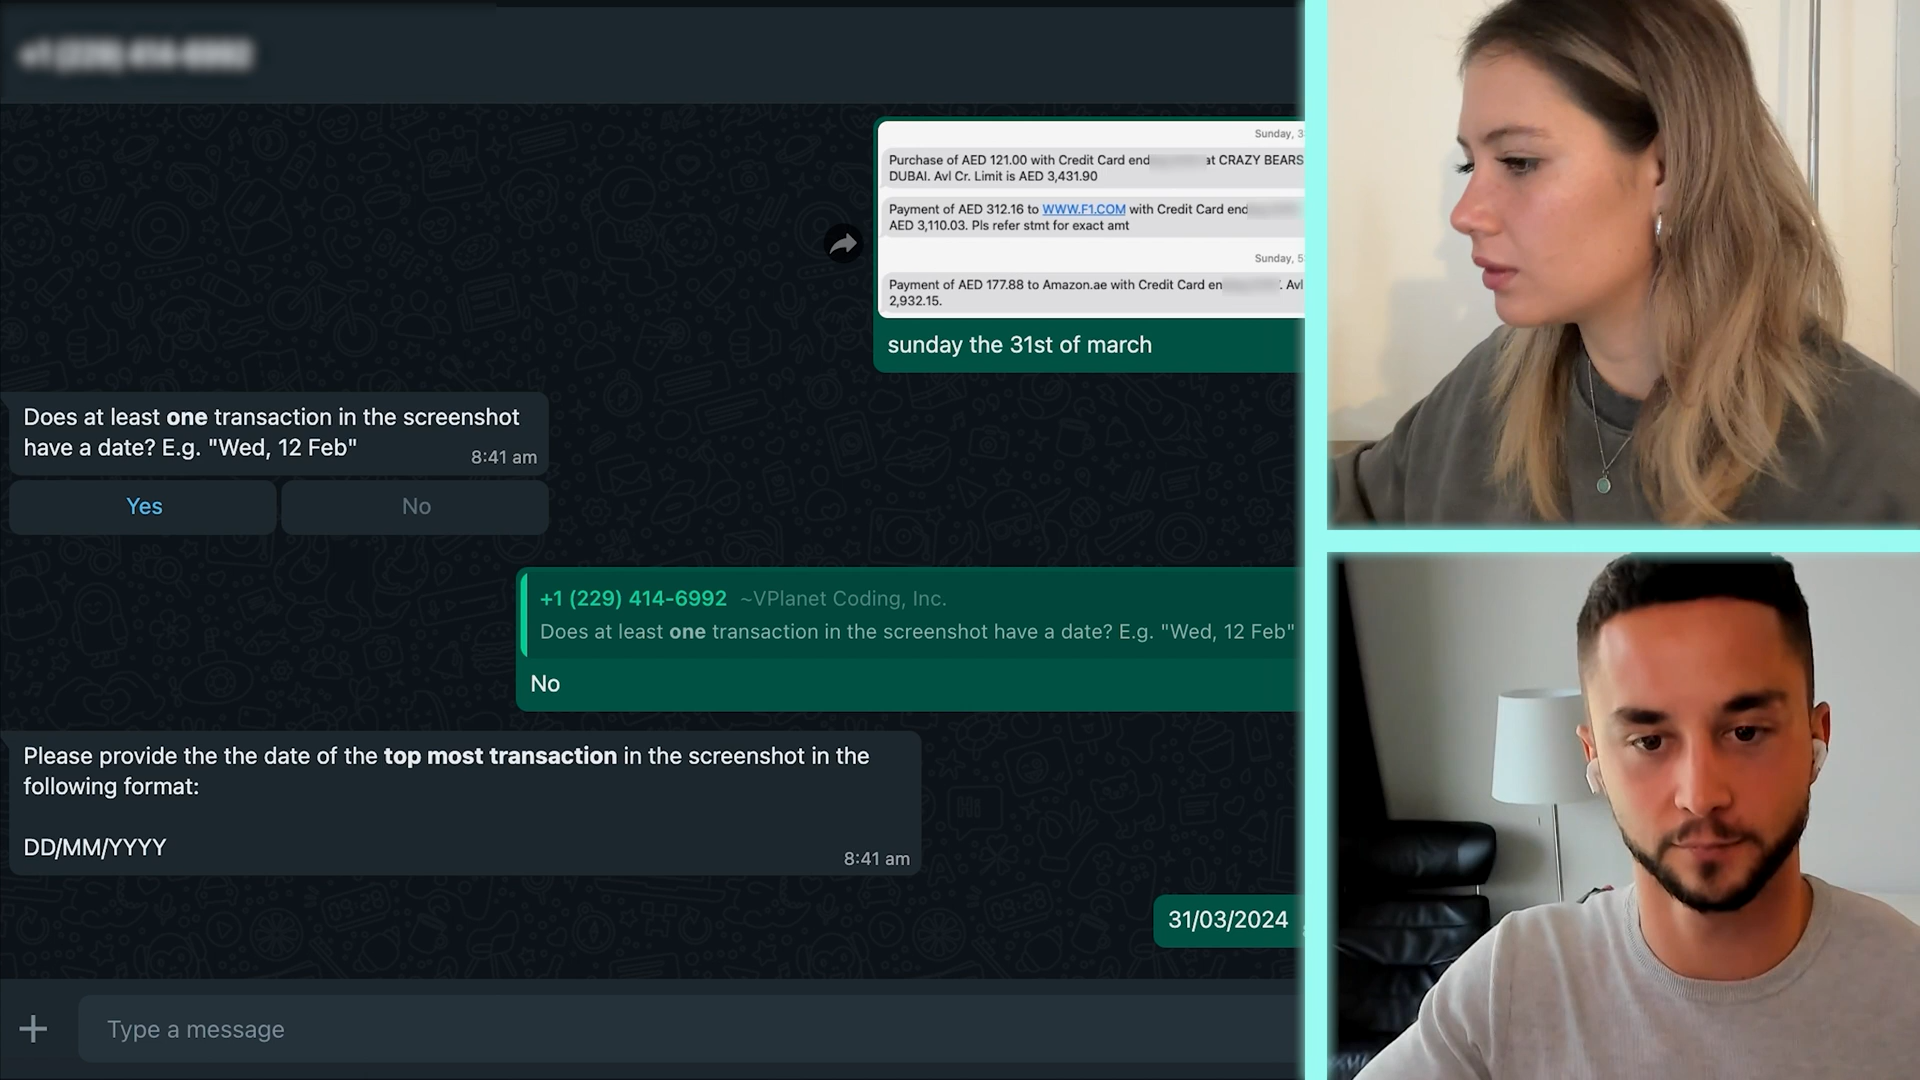 Sunday, 3
Purchase of AED 121.00 with Credit Card end at CRAZY BEARS
DUBAI. Avl Cr. Limit is AED 3,431.90
Payment of AED 312.16 to WWW.F1.COM with Credit Card end
AED 3,110.03. Pls refer stmt for exact amt
Sunday, 5
Payment of AED 177.88 to Amazon.ae with Credit Card en . Avl
2,932.15.
sunday the 31st of march
Does at least one transaction in the screenshot
have a date? E.g. "Wed, 12 Feb"
8:41 am
Yes
No
+1 (229) 414-6992 ~VPlanet Coding, Inc.
Does at least one transaction in the screenshot have a date? E.g. "Wed, 12 Feb"
No
Please provide the the date of the top most transaction in the screenshot in the
following format:
DD/MM/YYYY
8:41 am
31/03/2024
Type a message